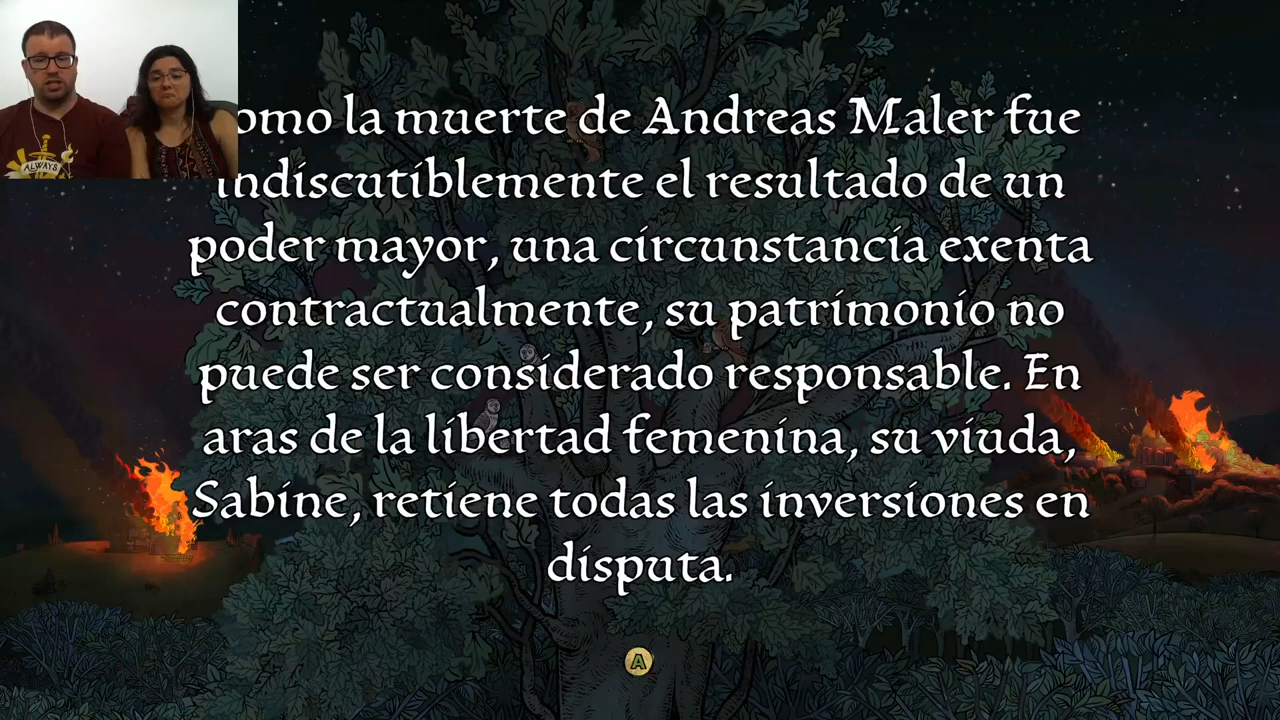 ALWAYS
omo la muerte de Andreas Maler fue
indiscutiblemente el resultado de un
poder mayor, una circunstancia exenta
contractualmente, su patrimonio no
puede ser considerado responsable. En
aras de la libertad femenina, su viuda,
Sabine, retiene todas las inversiones en
disputa.
A